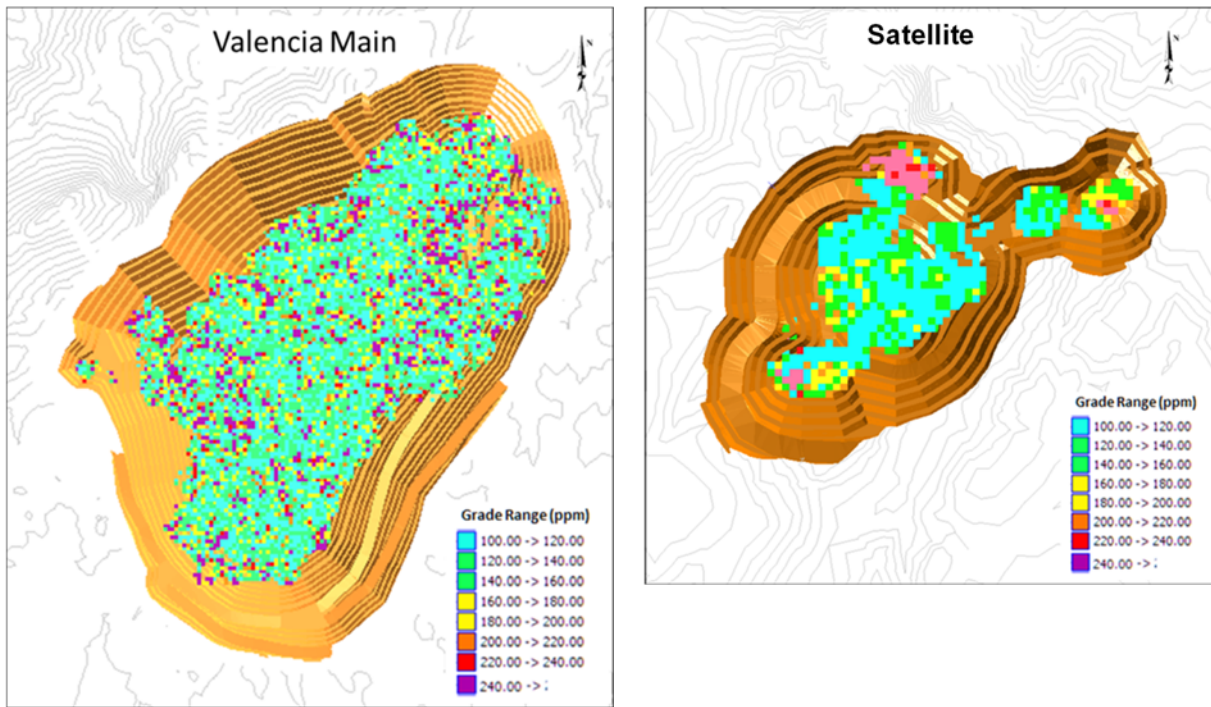 Valencia Main
N
Grade Range (ppm)
100.00 -> 120.00
120.00 -> 140.00
140.00 -> 160.00
160.00 -> 180.00
180.00 -> 200.00
200.00 -> 220.00
220.00 -> 240.00
240.00 -> :
Satellite
N
Grade Range (ppm)
100.00 -> 120.00
120.00 -> 140.00
140.00 -> 160.00
160.00 -> 180.00
180.00 -> 200.00
200.00 -> 220.00
220.00 -> 240.00
240.00 -> :